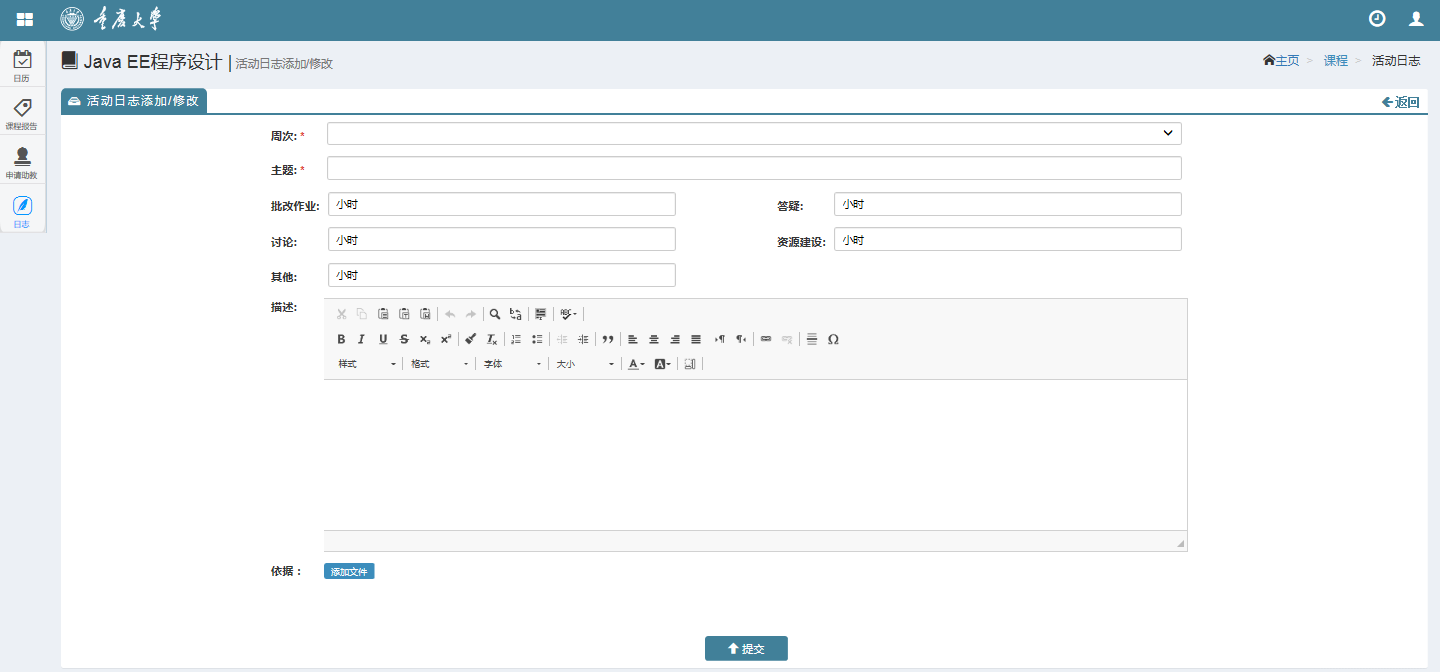 重庆大学
Java EE程序设计 | 活动日志添加/修改
主页 > 课程 > 活动日志
日历
课程报告
申请助教
日志
活动日志添加/修改
返回
周次: *
主题: *
批改作业: 小时
答疑: 小时
讨论: 小时
资源建设: 小时
其他: 小时
描述:
B I U S x₂ x² Tx
样式 格式 字体 大小 A A
依据：
添加文件
提交